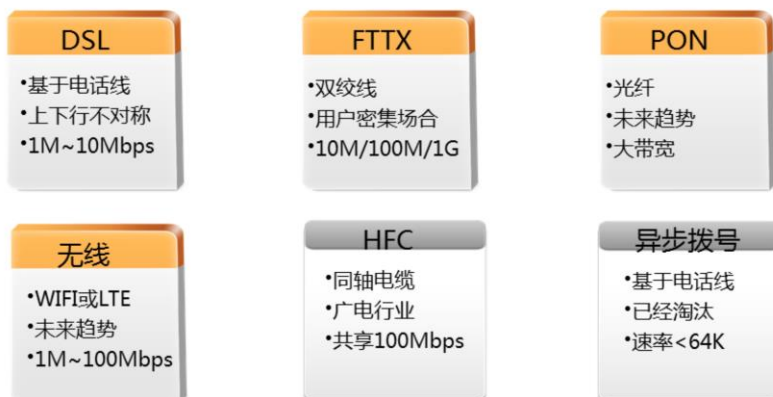 DSL
•基于电话线
•上下行不对称
•1M~10Mbps
FTTX
•双绞线
•用户密集场合
•10M/100M/1G
PON
•光纤
•未来趋势
•大带宽
无线
•WIFI或LTE
•未来趋势
•1M~100Mbps
HFC
•同轴电缆
•广电行业
•共享100Mbps
异步拨号
•基于电话线
•已经淘汰
•速率<64K